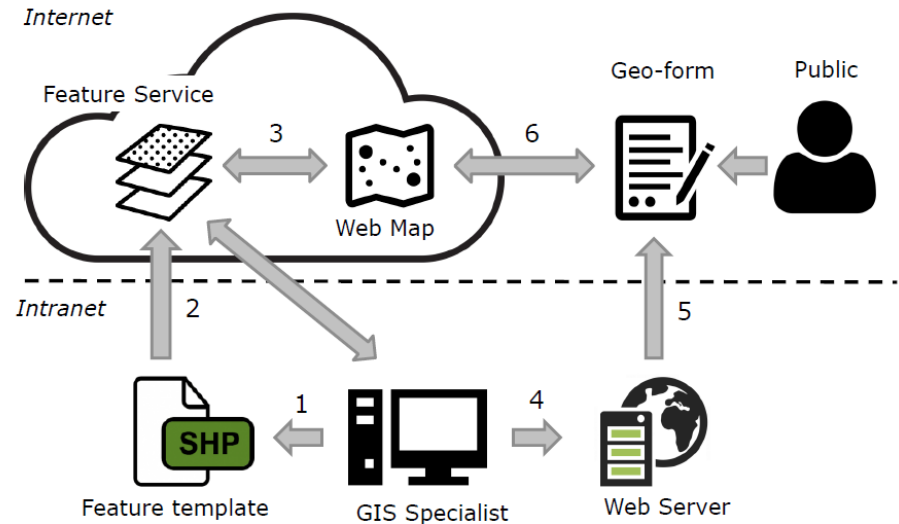 Internet
Geo-form
Public
Feature Service
3
6
Web Map
Intranet
2
5
1
4
SHP
Feature template
GIS Specialist
Web Server